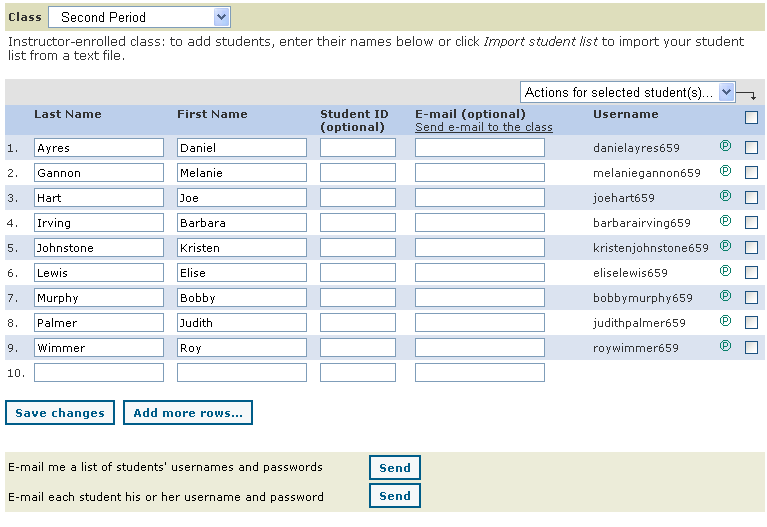 Class Second Period
Instructor-enrolled class: to add students, enter their names below or click Import student list to import your student
list from a text file.
Actions for selected student(s)...
Last Name First Name Student ID (optional) E-mail (optional) Send e-mail to the class Username
1. Ayres Daniel danielayres659 P
2. Gannon Melanie melaniegannon659 P
3. Hart Joe joehart659 P
4. Irving Barbara barbarairving659 P
5. Johnstone Kristen kristenjohnstone659 P
6. Lewis Elise eliselewis659 P
7. Murphy Bobby bobbymurphy659 P
8. Palmer Judith judithpalmer659 P
9. Wimmer Roy roywimmer659 P
10.
Save changes Add more rows...
E-mail me a list of students' usernames and passwords Send
E-mail each student his or her username and password Send